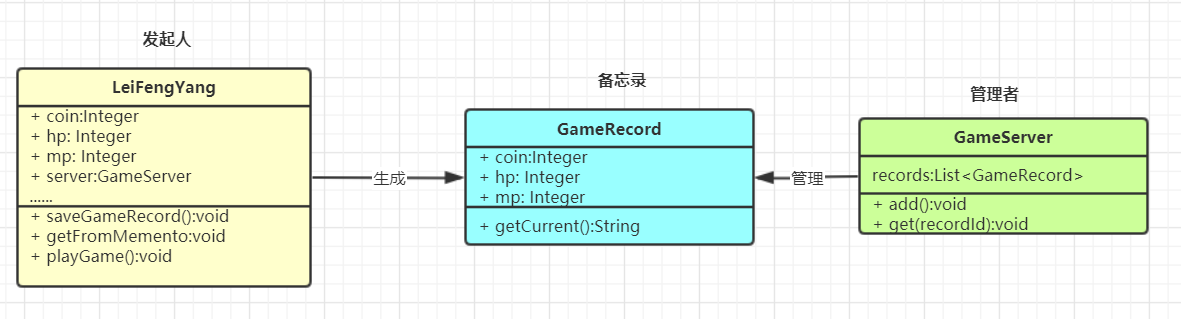 发起人
LeiFengYang
+ coin:Integer
+ hp: Integer
+ mp: Integer
+ server:GameServer
......
+ saveGameRecord():void
+ getFromMemento:void
+ playGame():void
生成
备忘录
GameRecord
+ coin:Integer
+ hp: Integer
+ mp: Integer
+ getCurrent():String
管理
管理者
GameServer
records:List<GameRecord>
+ add():void
+ get(recordId):void